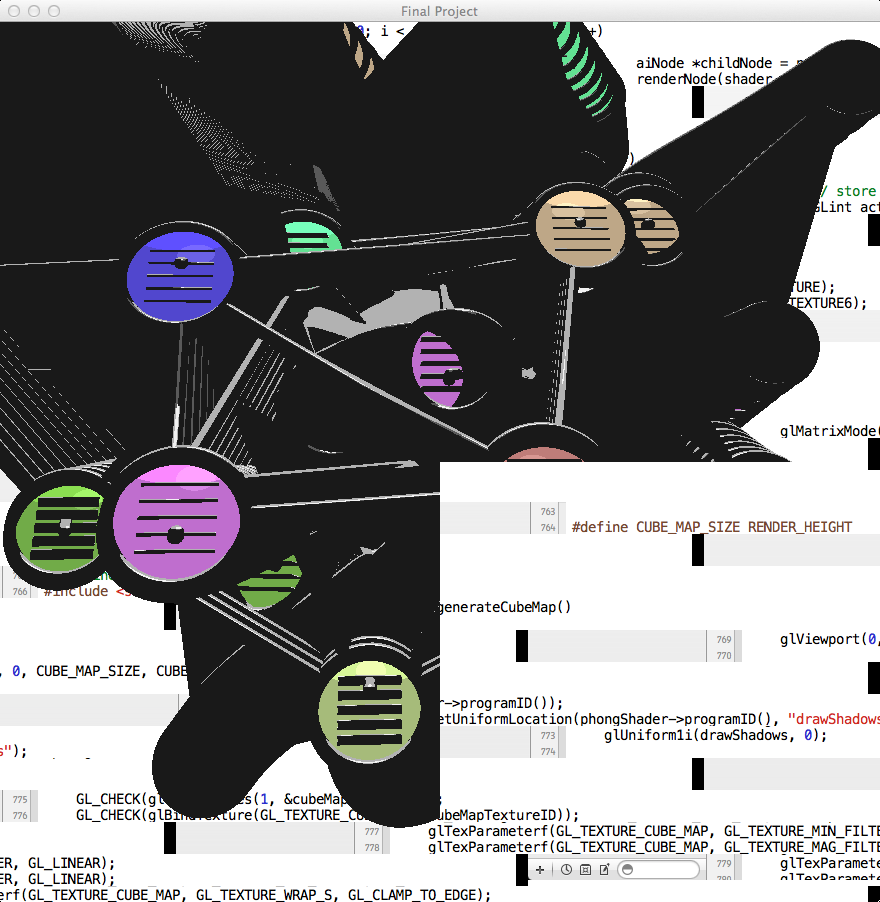 Final Project
; i <
+)
aiNode *childNode =
renderNode(shader
)
/ store
GLint act
TURE);
TEXTURE6);
glMatrixMode(
763
764 #define CUBE_MAP_SIZE RENDER_HEIGHT
766 #include <s
generateCubeMap()
769 glViewport(0,
770
, 0, CUBE_MAP_SIZE, CUBE
r->programID());
etUniformLocation(phongShader->programID(), "drawShadows
773 glUniform1i(drawShadows, 0);
774
s");
775 GL_CHECK(gl es(1, &cubeMap ;
776 GL_CHECK(glBindTexture(GL_TEXTURE_CU ubeMapTextureID));
777 glTexParameterf(GL_TEXTURE_CUBE_MAP, GL_TEXTURE_MIN_FILTE
778 glTexParameterf(GL_TEXTURE_CUBE_MAP, GL_TEXTURE_MAG_FILTE
ER, GL_LINEAR);
779 glTexParamete
ER, GL_LINEAR);
glTexParamete
erf(GL_TEXTURE_CUBE_MAP, GL_TEXTURE_WRAP_S, GL_CLAMP_TO_EDGE);